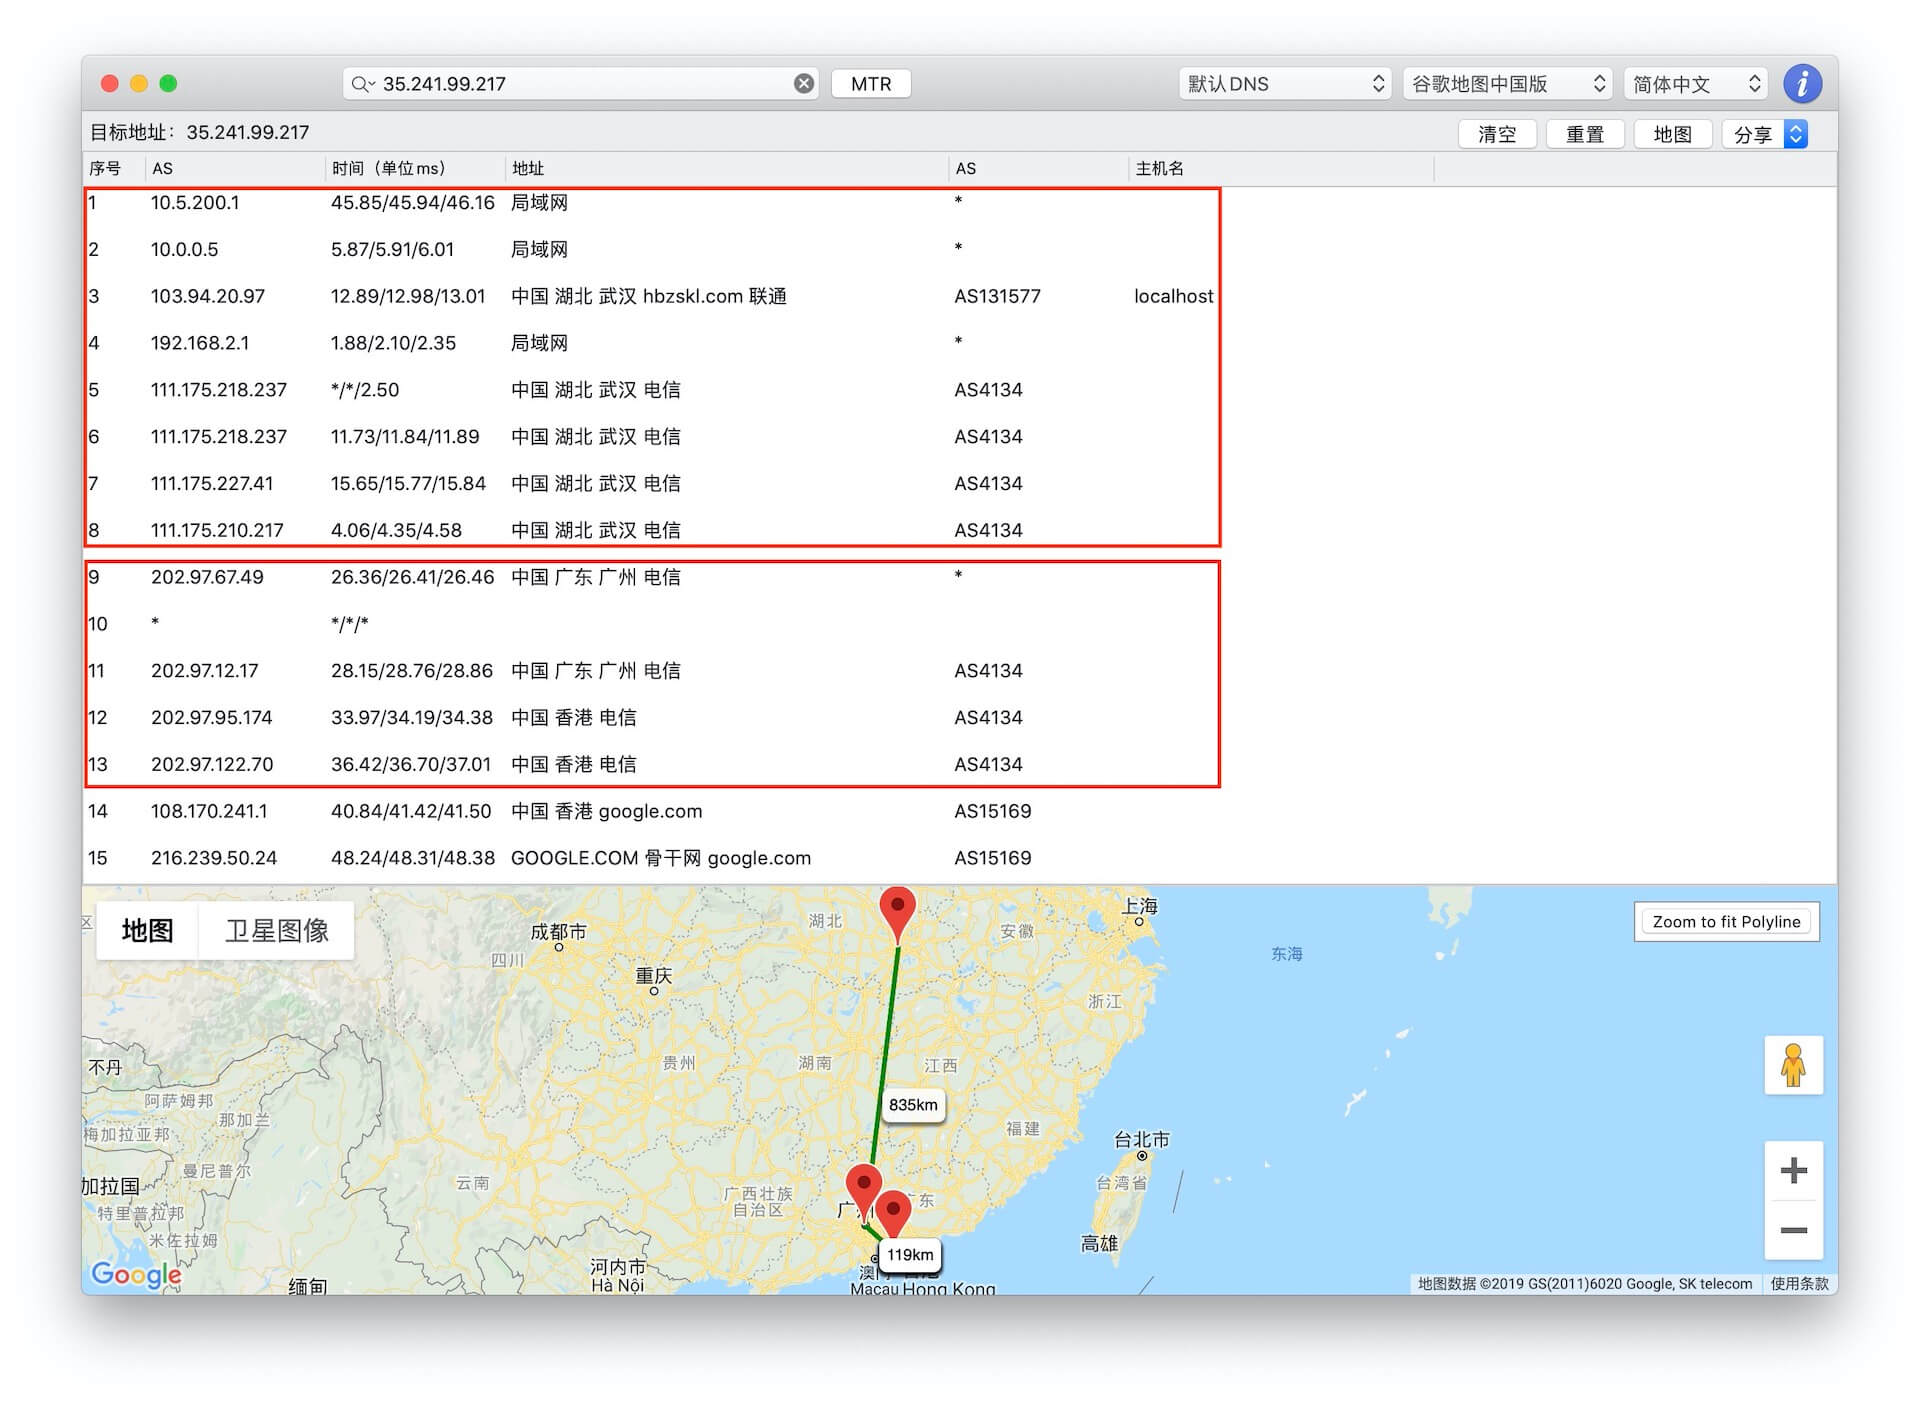 35.241.99.217 MTR 默认DNS 谷歌地图中国版 简体中文 i
目标地址： 35.241.99.217 清空 重置 地图 分享
序号 AS 时间（单位ms） 地址 AS 主机名
1 10.5.200.1 45.85/45.94/46.16 局域网 *
2 10.0.0.5 5.87/5.91/6.01 局域网 *
3 103.94.20.97 12.89/12.98/13.01 中国 湖北 武汉 hbzskl.com 联通 AS131577 localhost
4 192.168.2.1 1.88/2.10/2.35 局域网 *
5 111.175.218.237 */*/2.50 中国 湖北 武汉 电信 AS4134
6 111.175.218.237 11.73/11.84/11.89 中国 湖北 武汉 电信 AS4134
7 111.175.227.41 15.65/15.77/15.84 中国 湖北 武汉 电信 AS4134
8 111.175.210.217 4.06/4.35/4.58 中国 湖北 武汉 电信 AS4134
9 202.97.67.49 26.36/26.41/26.46 中国 广东 广州 电信 *
10 * */*/*
11 202.97.12.17 28.15/28.76/28.86 中国 广东 广州 电信 AS4134
12 202.97.95.174 33.97/34.19/34.38 中国 香港 电信 AS4134
13 202.97.122.70 36.42/36.70/37.01 中国 香港 电信 AS4134
14 108.170.241.1 40.84/41.42/41.50 中国 香港 google.com AS15169
15 216.239.50.24 48.24/48.31/48.38 GOOGLE.COM 骨干网 google.com AS15169
地图 卫星图像
Zoom to fit Polyline
上海
湖北
安徽
成都市
四川
东海
重庆
浙江
不丹
贵州
湖南
江西
阿萨姆邦
那加兰
835km
梅加拉亚邦
福建
台北市
曼尼普尔
加拉国
云南
台湾省
广西壮族
自治区
东
特里普拉邦
米佐拉姆
高雄
119km
河内市
Hà Nội
缅甸
Macau Hong Kong
Google
地图数据 ©2019 GS(2011)6020 Google, SK telecom 使用条款